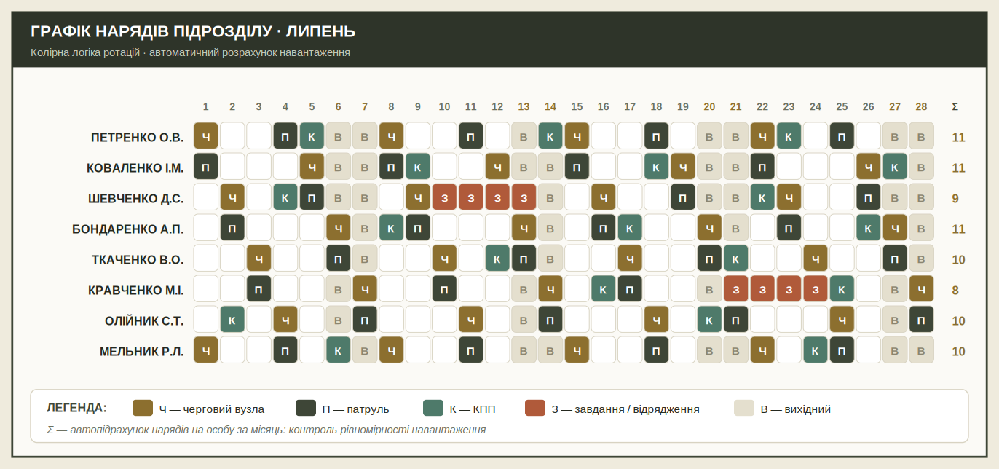 ГРАФІК НАРЯДІВ ПІДРОЗДІЛУ · ЛИПЕНЬ
Колірна логіка ротацій · автоматичний розрахунок навантаження
1 2 3 4 5 6 7 8 9 10 11 12 13 14 15 16 17 18 19 20 21 22 23 24 25 26 27 28 Σ
ПЕТРЕНКО О.В. Ч П К В В Ч П В К Ч П В В Ч К П В В 11
КОВАЛЕНКО І.М. П Ч В В П К Ч В В П К Ч В В П Ч К В 11
ШЕВЧЕНКО Д.С. Ч К П В В Ч З З З З В Ч П В В К Ч П В В 9
БОНДАРЕНКО А.П. П Ч В К П Ч В П К Ч В П К Ч В 11
ТКАЧЕНКО В.О. Ч П В Ч К П В Ч П К Ч П В 10
КРАВЧЕНКО М.І. П В Ч П В Ч К П В З З З З К В Ч 8
ОЛІЙНИК С.Т. К Ч В П Ч В П Ч К П Ч В П 10
МЕЛЬНИК Р.Л. Ч П К В Ч П В В Ч П В В Ч К П В В 10
ЛЕГЕНДА: Ч — черговий вузла П — патруль К — КПП З — завдання / відрядження В — вихідний
Σ — автопідрахунок нарядів на особу за місяць: контроль рівномірності навантаження